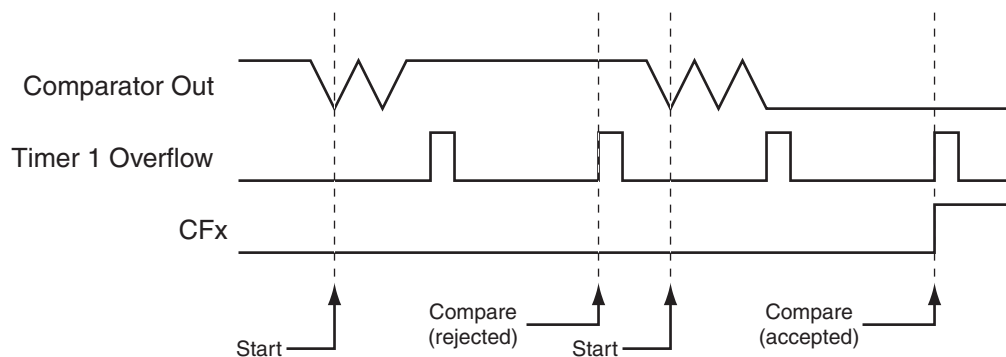 Comparator Out
Timer 1 Overflow
CFx
Start
Compare
(rejected)
Start
Compare
(accepted)